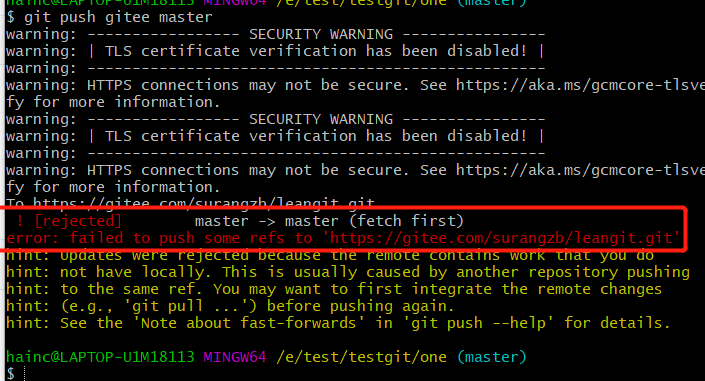 hainc@LAPTOP-U1M18113 MINGW64 /e/test/testgit/one (master)
$ git push gitee master
warning: ----------------- SECURITY WARNING ----------------
warning: | TLS certificate verification has been disabled! |
warning: ---------------------------------------------------
warning: HTTPS connections may not be secure. See https://aka.ms/gcmcore-tlsve
fy for more information.
warning: ----------------- SECURITY WARNING ----------------
warning: | TLS certificate verification has been disabled! |
warning: ---------------------------------------------------
warning: HTTPS connections may not be secure. See https://aka.ms/gcmcore-tlsve
fy for more information.
To https://gitee.com/surangzb/leangit.git
! [rejected]        master -> master (fetch first)
error: failed to push some refs to 'https://gitee.com/surangzb/leangit.git'
hint: Updates were rejected because the remote contains work that you do
hint: not have locally. This is usually caused by another repository pushing
hint: to the same ref. You may want to first integrate the remote changes
hint: (e.g., 'git pull ...') before pushing again.
hint: See the 'Note about fast-forwards' in 'git push --help' for details.
hainc@LAPTOP-U1M18113 MINGW64 /e/test/testgit/one (master)
$